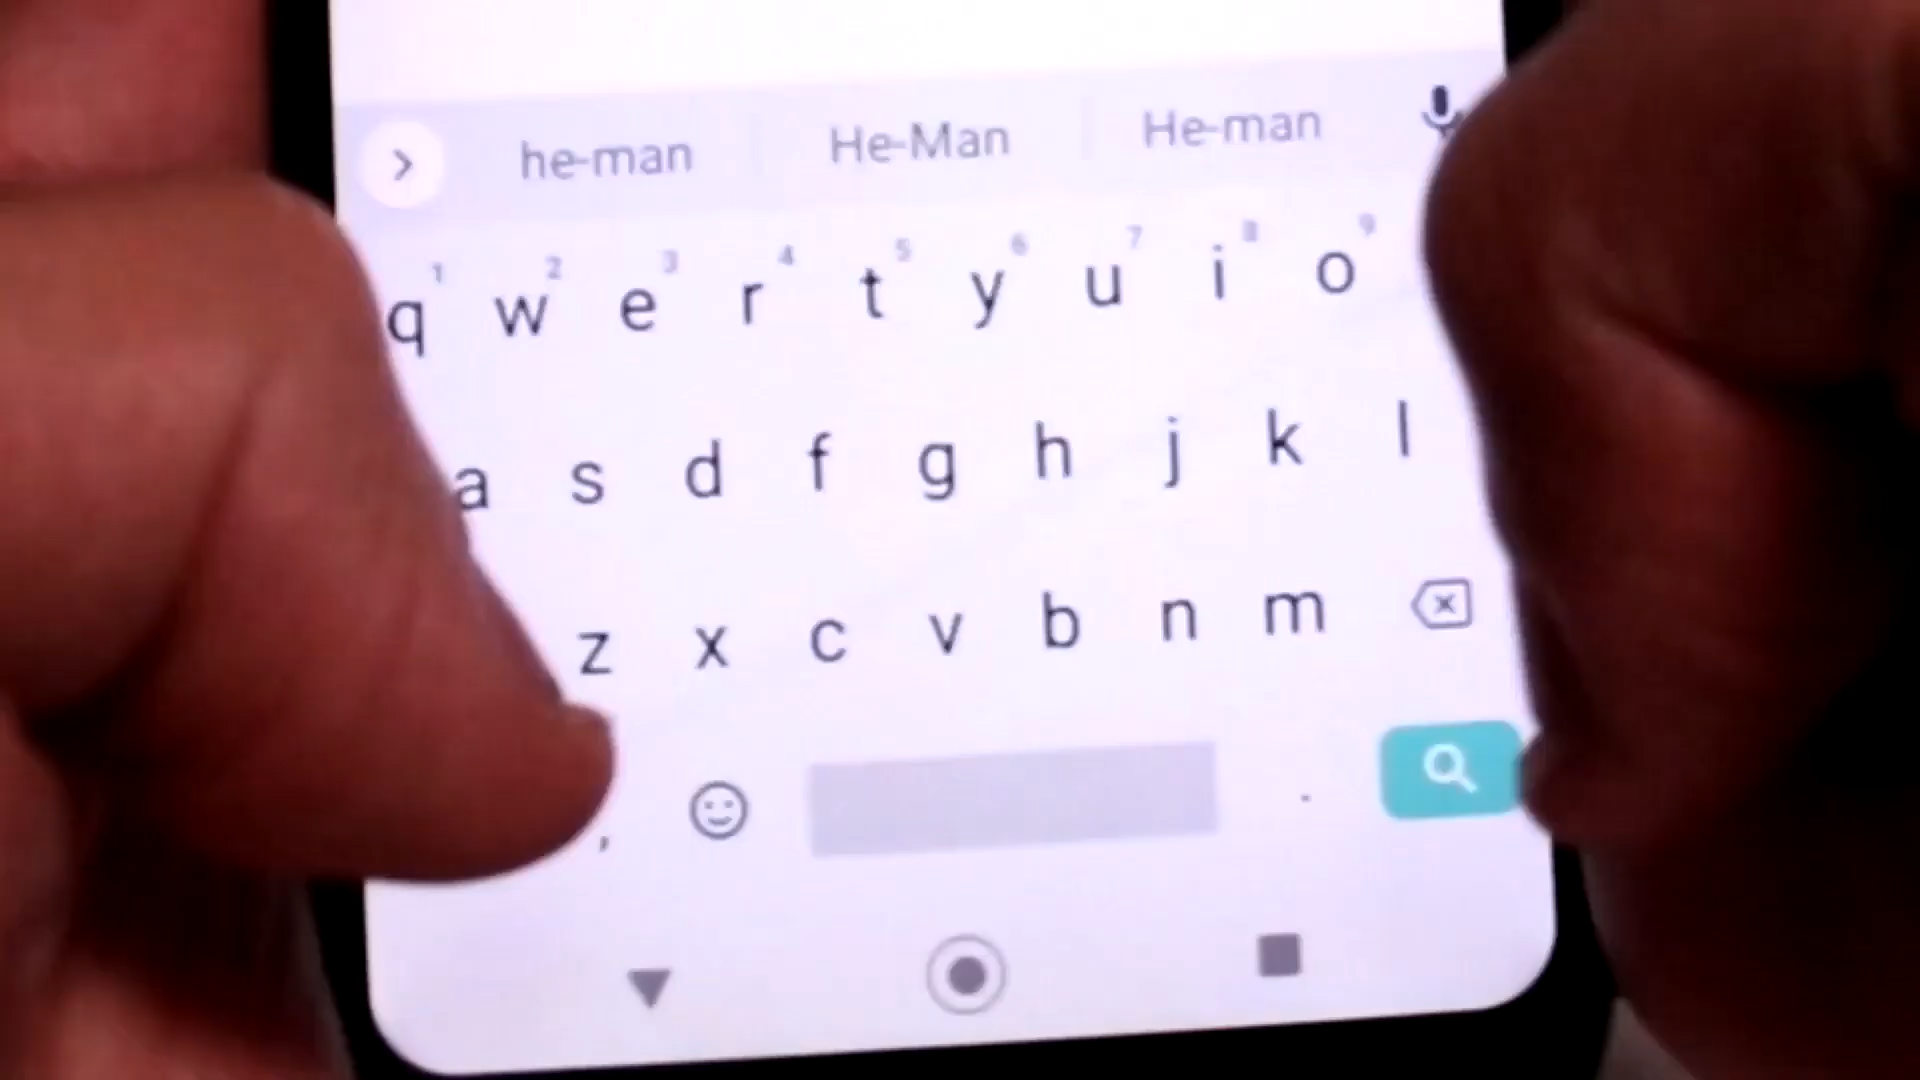 he-man He-Man He-man
1 2 3 4 5 6 7 8 9
q w e r t y u i o
a s d f g h j k l
z x c v b n m
, .